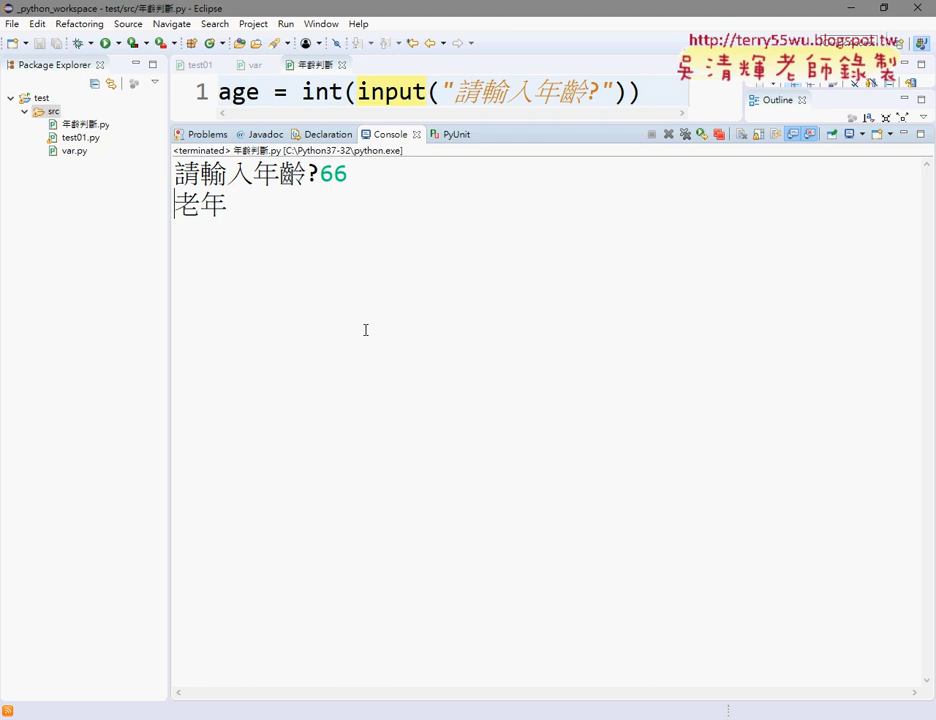 _python_workspace - test/src/年齡判斷.py - Eclipse
File Edit Refactoring Source Navigate Search Project Run Window Help
http://terry55wu.blogspot.tw
吳清輝老師錄製
Package Explorer
test01
var
年齡判斷
test
src
年齡判斷.py
test01.py
var.py
1 age = int(input("請輸入年齡?"))
Outline
Problems Javadoc Declaration Console PyUnit
<terminated> 年齡判斷.py [C:\Python37-32\python.exe]
請輸入年齡?66
老年